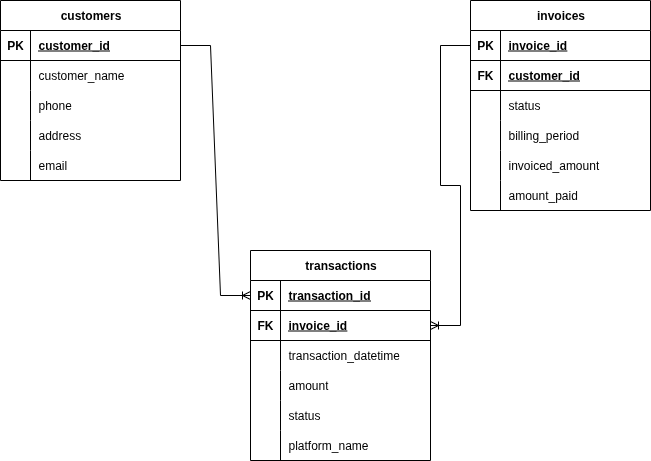 customers
PK customer_id
customer_name
phone
address
email
invoices
PK invoice_id
FK customer_id
status
billing_period
invoiced_amount
amount_paid
transactions
PK transaction_id
FK invoice_id
transaction_datetime
amount
status
platform_name